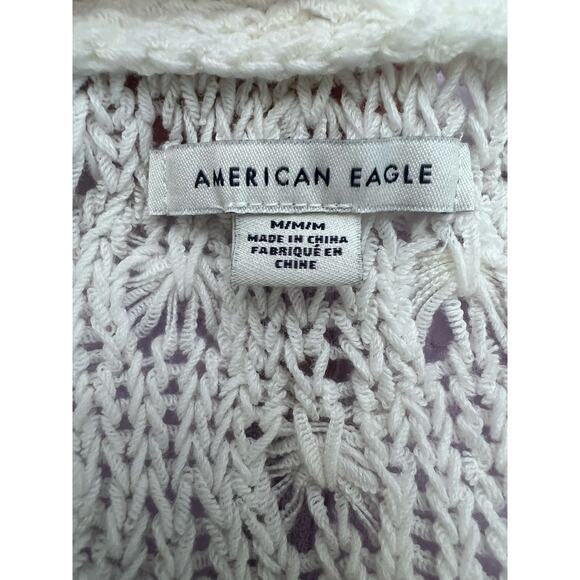 AMERICAN EAGLE
M/M/M
MADE IN CHINA
FABRIQUÉ EN
CHINE